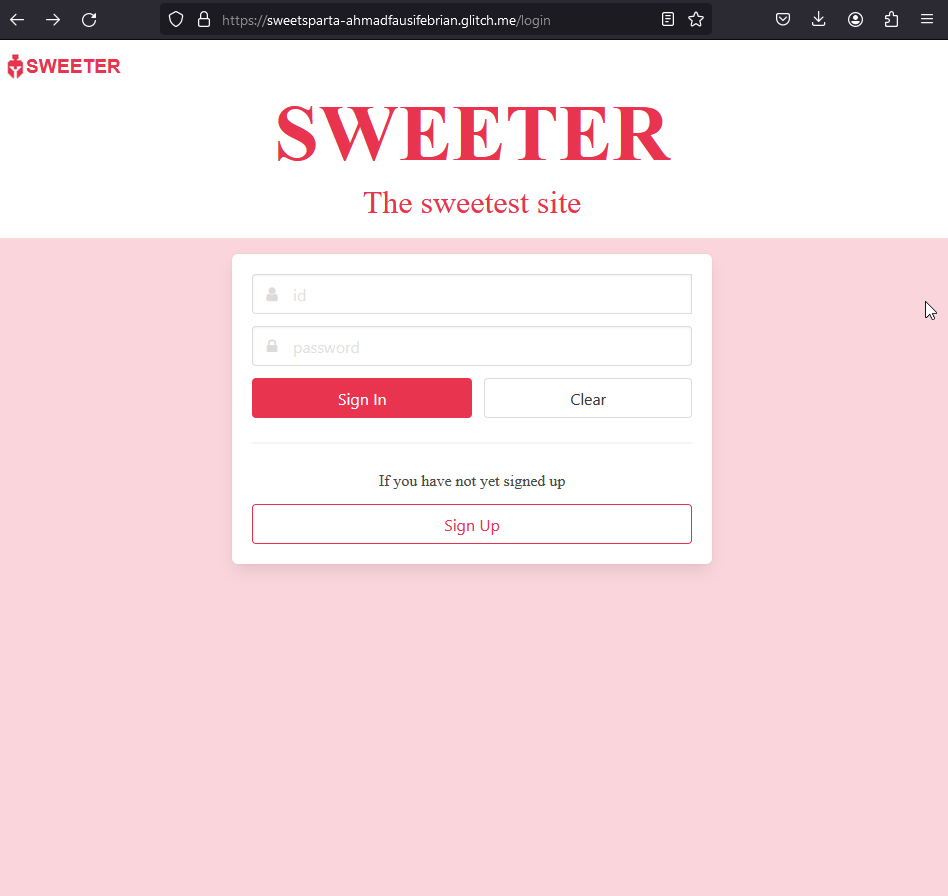 https://sweetsparta-ahmadfausifebrian.glitch.me/login
SWEETER
SWEETER
The sweetest site
id
password
Sign In
Clear
If you have not yet signed up
Sign Up